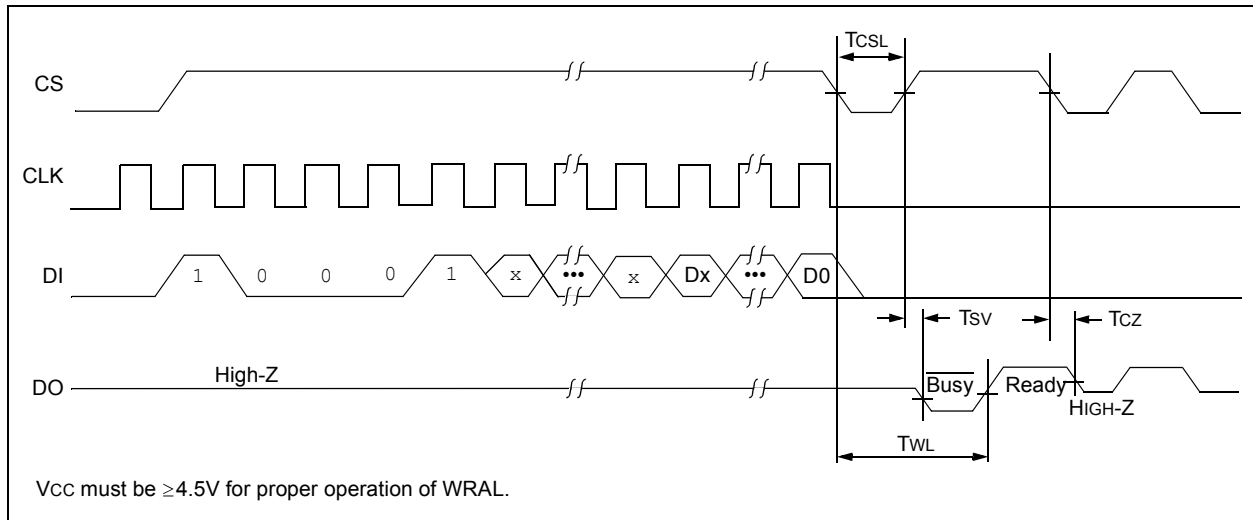 TCSL
CS
CLK
DI 1 0 0 0 1 x ••• x Dx ••• D0
TSV TCZ
DO High-Z Busy Ready HIGH-Z
TWL
VCC must be ≥4.5V for proper operation of WRAL.